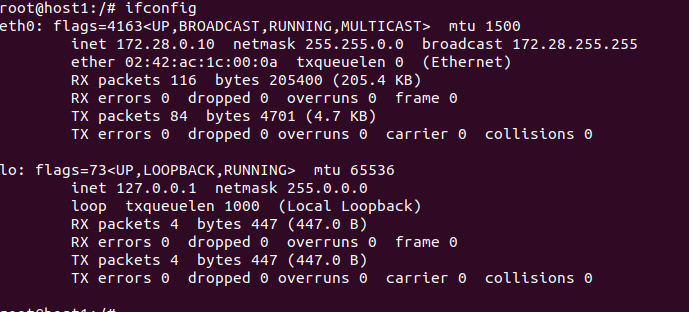 root@host1:/# ifconfig
eth0: flags=4163<UP,BROADCAST,RUNNING,MULTICAST>  mtu 1500
        inet 172.28.0.10  netmask 255.255.0.0  broadcast 172.28.255.255
        ether 02:42:ac:1c:00:0a  txqueuelen 0  (Ethernet)
        RX packets 116  bytes 205400 (205.4 KB)
        RX errors 0  dropped 0  overruns 0  frame 0
        TX packets 84  bytes 4701 (4.7 KB)
        TX errors 0  dropped 0 overruns 0  carrier 0  collisions 0

lo: flags=73<UP,LOOPBACK,RUNNING>  mtu 65536
        inet 127.0.0.1  netmask 255.0.0.0
        loop  txqueuelen 1000  (Local Loopback)
        RX packets 4  bytes 447 (447.0 B)
        RX errors 0  dropped 0  overruns 0  frame 0
        TX packets 4  bytes 447 (447.0 B)
        TX errors 0  dropped 0 overruns 0  carrier 0  collisions 0

root@host1:/#